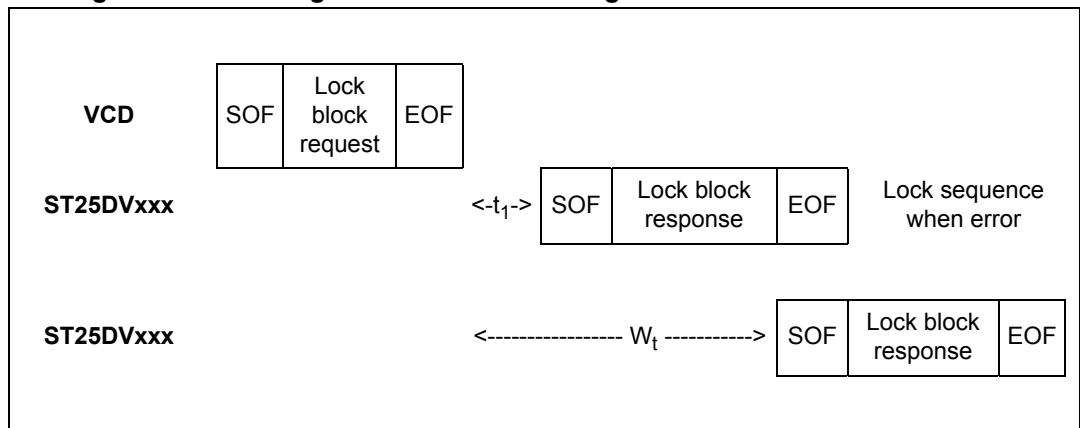 VCD SOF Lock block request EOF
ST25DVxxx <-t1-> SOF Lock block response EOF Lock sequence when error
ST25DVxxx <----------------- Wt -----------> SOF Lock block response EOF